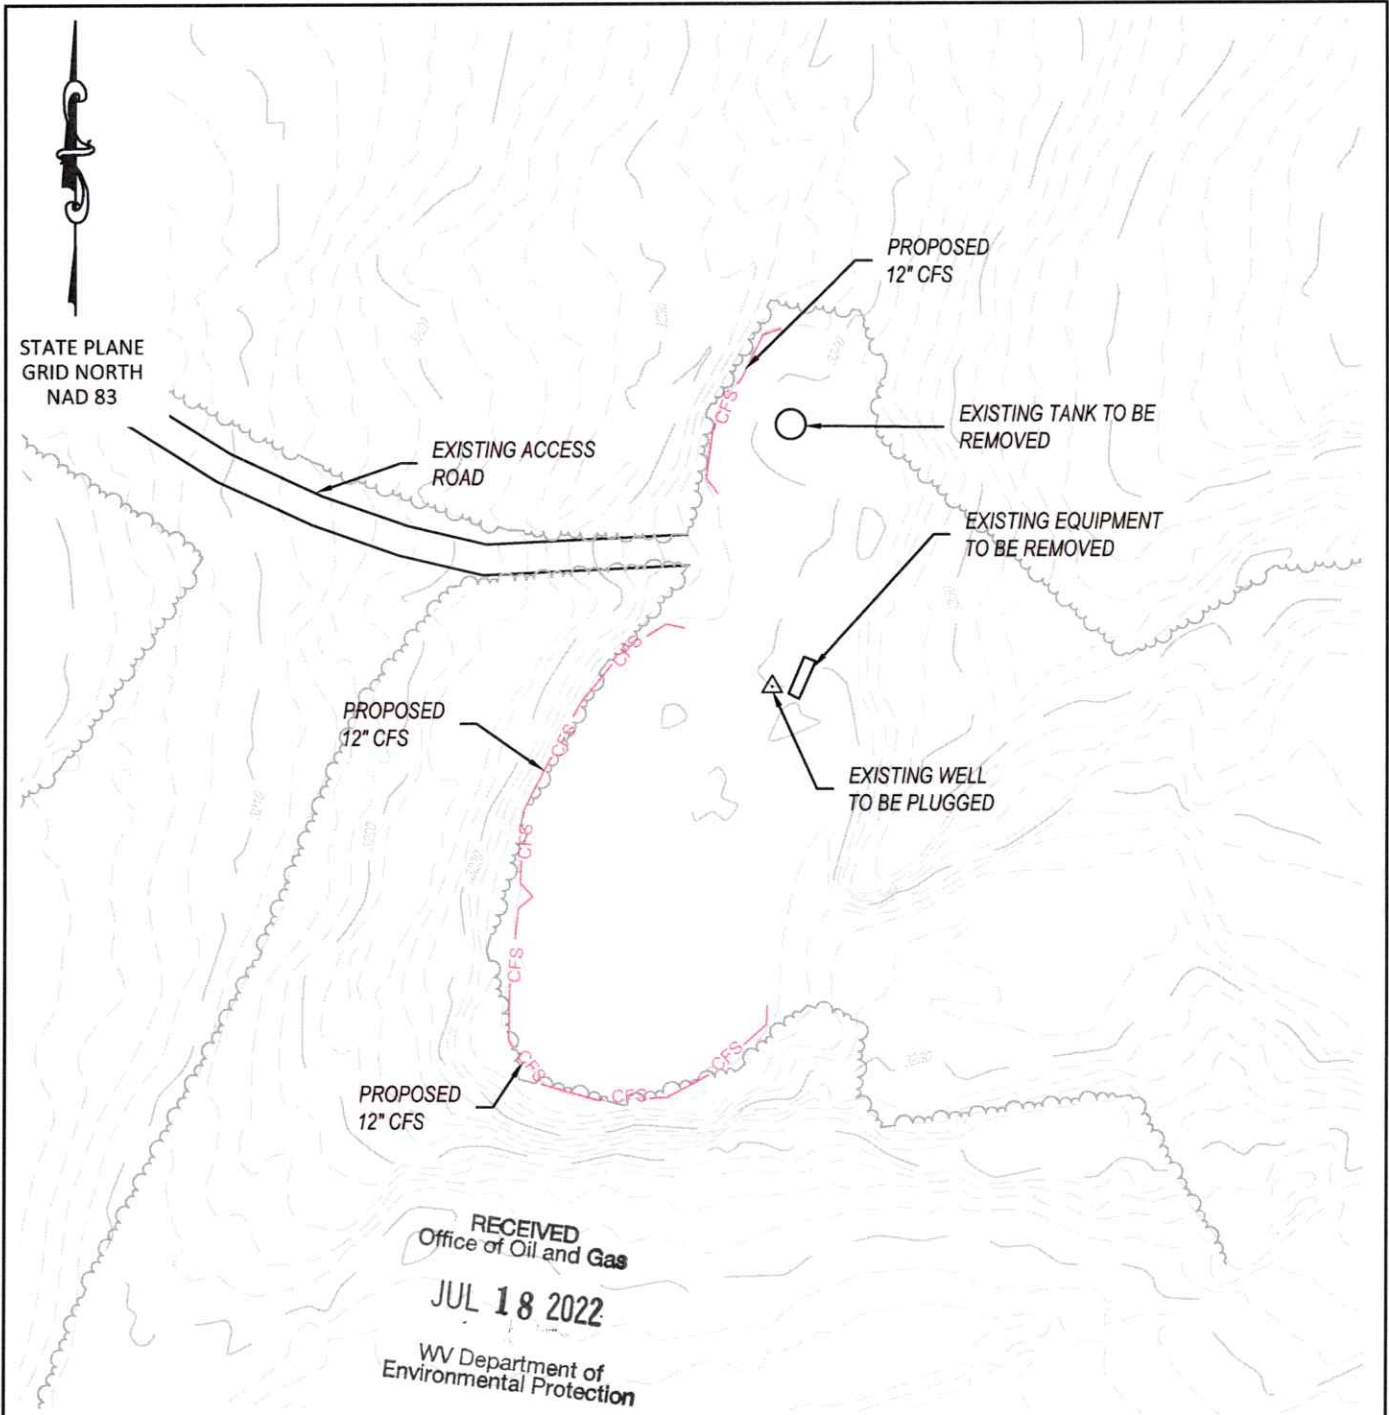 PROPOSED
12" CFS
STATE PLANE
GRID NORTH
NAD 83
CFS
EXISTING TANK TO BE
REMOVED
EXISTING ACCESS
ROAD
EXISTING EQUIPMENT
TO BE REMOVED
CFS
PROPOSED
12" CFS
CFS
EXISTING WELL
TO BE PLUGGED
CFS
CFS
CFS
CFS
CFS
PROPOSED
12" CFS
RECEIVED
Office of Oil and Gas
JUL 18 2022
WV Department of
Environmental Protection